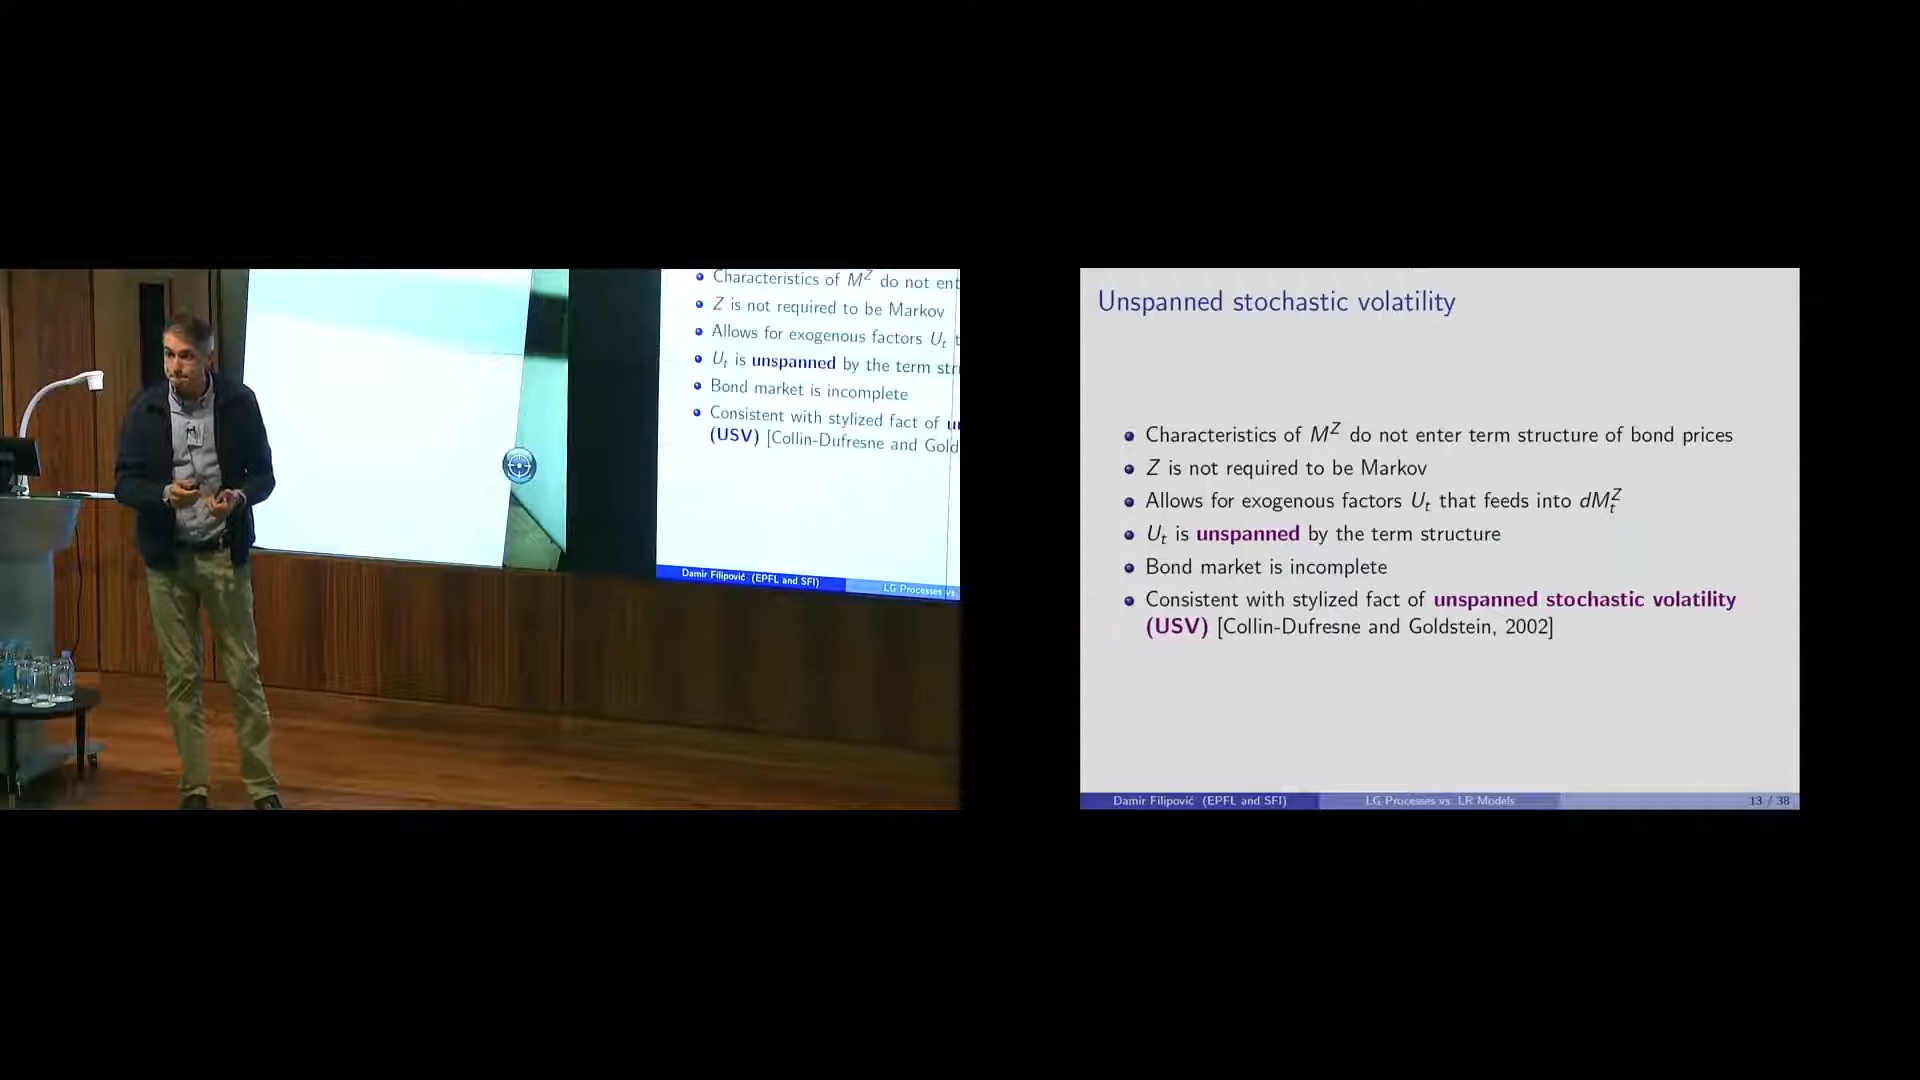 Characteristics of M^Z do not ent
Z is not required to be Markov
Allows for exogenous factors U_t t
U_t is unspanned by the term str
Bond market is incomplete
Consistent with stylized fact of u
(USV) [Collin-Dufresne and Gold
Damir Filipović (EPFL and SFI)
LG Processes vs
Unspanned stochastic volatility
Characteristics of M^Z do not enter term structure of bond prices
Z is not required to be Markov
Allows for exogenous factors U_t that feeds into dM_t^Z
U_t is unspanned by the term structure
Bond market is incomplete
Consistent with stylized fact of unspanned stochastic volatility
(USV) [Collin-Dufresne and Goldstein, 2002]
Damir Filipović (EPFL and SFI)
LG Processes vs. LR Models
13 / 38